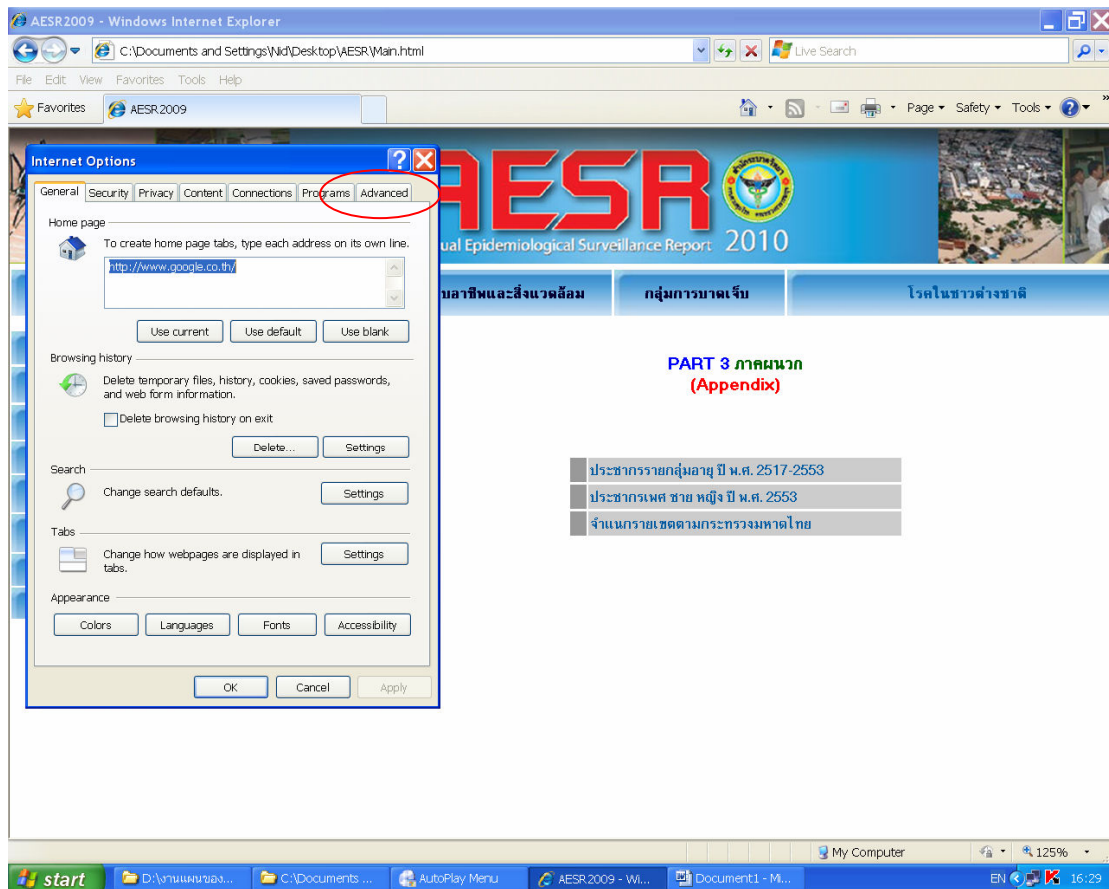 AESR2009 - Windows Internet Explorer
C:\Documents and Settings\Nid\Desktop\AESR\Main.html
Live Search
File Edit View Favorites Tools Help
Favorites
AESR2009
Page Safety Tools
AESR
ual Epidemiological Surveillance Report 2010
บอาชีพและสิ่งแวดล้อม
กลุ่มการบาดเจ็บ
โรคในชาวต่างชาติ
Internet Options
General Security Privacy Content Connections Programs Advanced
Home page
To create home page tabs, type each address on its own line.
http://www.google.co.th/
Use current Use default Use blank
Browsing history
Delete temporary files, history, cookies, saved passwords,
and web form information.
Delete browsing history on exit
Delete... Settings
Search
Change search defaults.
Settings
Tabs
Change how webpages are displayed in
tabs.
Settings
Appearance
Colors Languages Fonts Accessibility
OK Cancel Apply
PART 3 ภาคผนวก
(Appendix)
ประชากรรายกลุ่มอายุ ปี พ.ศ. 2517-2553
ประชากรเพศ ชาย หญิง ปี พ.ศ. 2553
จำแนกรายเขตตามกระทรวงมหาดไทย
My Computer
125%
start
D:\งานแผนของ...
C:\Documents ...
AutoPlay Menu
AESR2009 - Wi...
Document1 - Mi...
EN
16:29